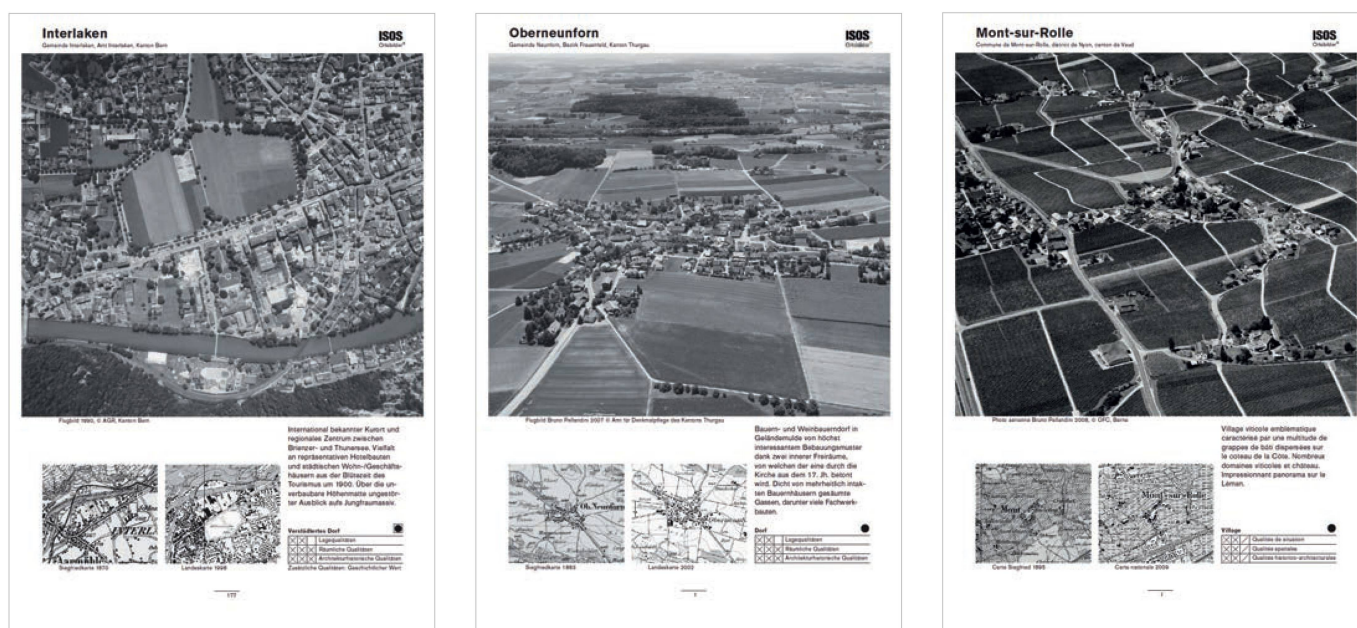 Interlaken
Gemeinde Interlaken, Amt Interlaken, Kanton Bern
ISOS
Ortsbilder
Flugbild 1993, © AGR, Kanton Bern
International bekannter Kurort und
regionales Zentrum zwischen
Brienzer- und Thunersee. Vielfalt
an repräsentativen Hotelbauten
und städtischen Wohn-/Geschäfts-
häusern aus der Blütezeit des
Tourismus um 1900. Über die un-
verbaubare Höhenmatte ungestör-
ter Ausblick aufs Jungfraumassiv.
INTERL
Aarmühle
Siegfriedkarte 1870
Landeskarte 1998
Verstädtertes Dorf
Lagequalitäten
Räumliche Qualitäten
Architekturhistorische Qualitäten
Zusätzliche Qualitäten: Geschichtlicher Wert
177
Oberneunforn
Gemeinde Neunforn, Bezirk Frauenfeld, Kanton Thurgau
ISOS
Ortsbilder
Flugbild Bruno Pellandini 2007 © Amt für Denkmalpflege des Kantons Thurgau
Bauern- und Weinbauerndorf in
Geländemulde von höchst
interessantem Bebauungsmuster
dank zwei innerer Freiräume,
von welchen der eine durch die
Kirche aus dem 17. Jh. betont
wird. Dicht von mehrheitlich intak-
ten Bauernhäusern gesäumte
Gassen, darunter viele Fachwerk-
bauten.
Ob. Neunforn
Siegfriedkarte 1883
Landeskarte 2002
Dorf
Lagequalitäten
Räumliche Qualitäten
Architekturhistorische Qualitäten
1
Mont-sur-Rolle
Commune de Mont-sur-Rolle, district de Nyon, canton de Vaud
ISOS
Ortsbilder
Photo aérienne Bruno Pellandini 2008, © OFC, Berne
Village viticole emblématique
caractérisé par une multitude de
grappes de bâti dispersées sur
le coteau de la Côte. Nombreux
domaines viticoles et château.
Impressionnant panorama sur le
Léman.
Mont
Mont-sur-Rolle
Carte Siegfried 1895
Carte nationale 2009
Village
Qualités de situation
Qualités spatiales
Qualités historico-architecturales
1